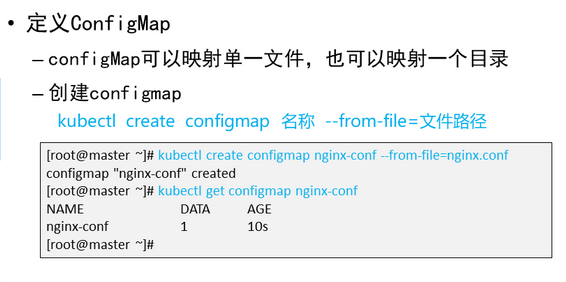 • 定义ConfigMap
– configMap可以映射单一文件，也可以映射一个目录
– 创建configmap
kubectl create configmap 名称 --from-file=文件路径
[root@master ~]# kubectl create configmap nginx-conf --from-file=nginx.conf
configmap "nginx-conf" created
[root@master ~]# kubectl get configmap nginx-conf
NAME DATA AGE
nginx-conf 1 10s
[root@master ~]#